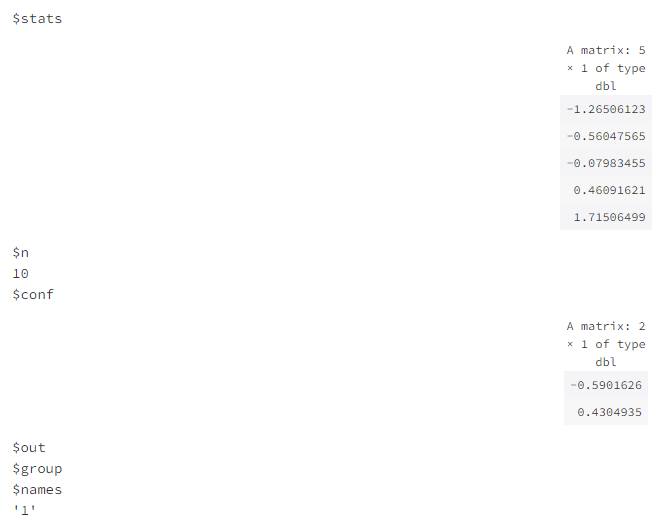 $stats
A matrix: 5
× 1 of type
dbl
-1.26506123
-0.56047565
-0.07983455
0.46091621
1.71506499
$n
10
$conf
A matrix: 2
× 1 of type
dbl
-0.5901626
0.4304935
$out
$group
$names
'1'